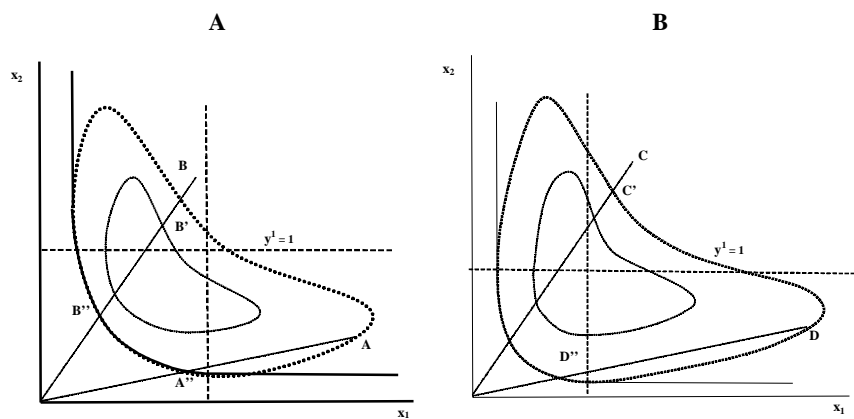 A
x₂
B
B'
y¹ = 1
B''
A
A''
x₁
B
x₂
C
C'
y¹ = 1
D''
D
x₁